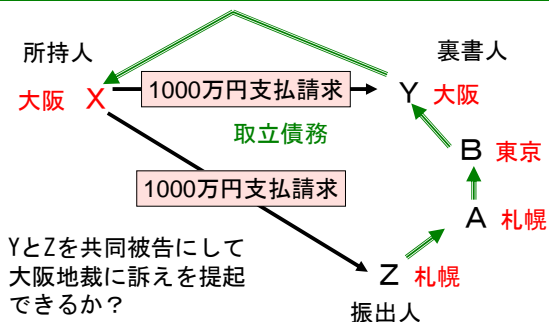 所持人
裏書人
大阪 X
1000万円支払請求
Y 大阪
取立債務
B 東京
1000万円支払請求
A 札幌
YとZを共同被告にして
大阪地裁に訴えを提起
できるか？
Z 札幌
振出人